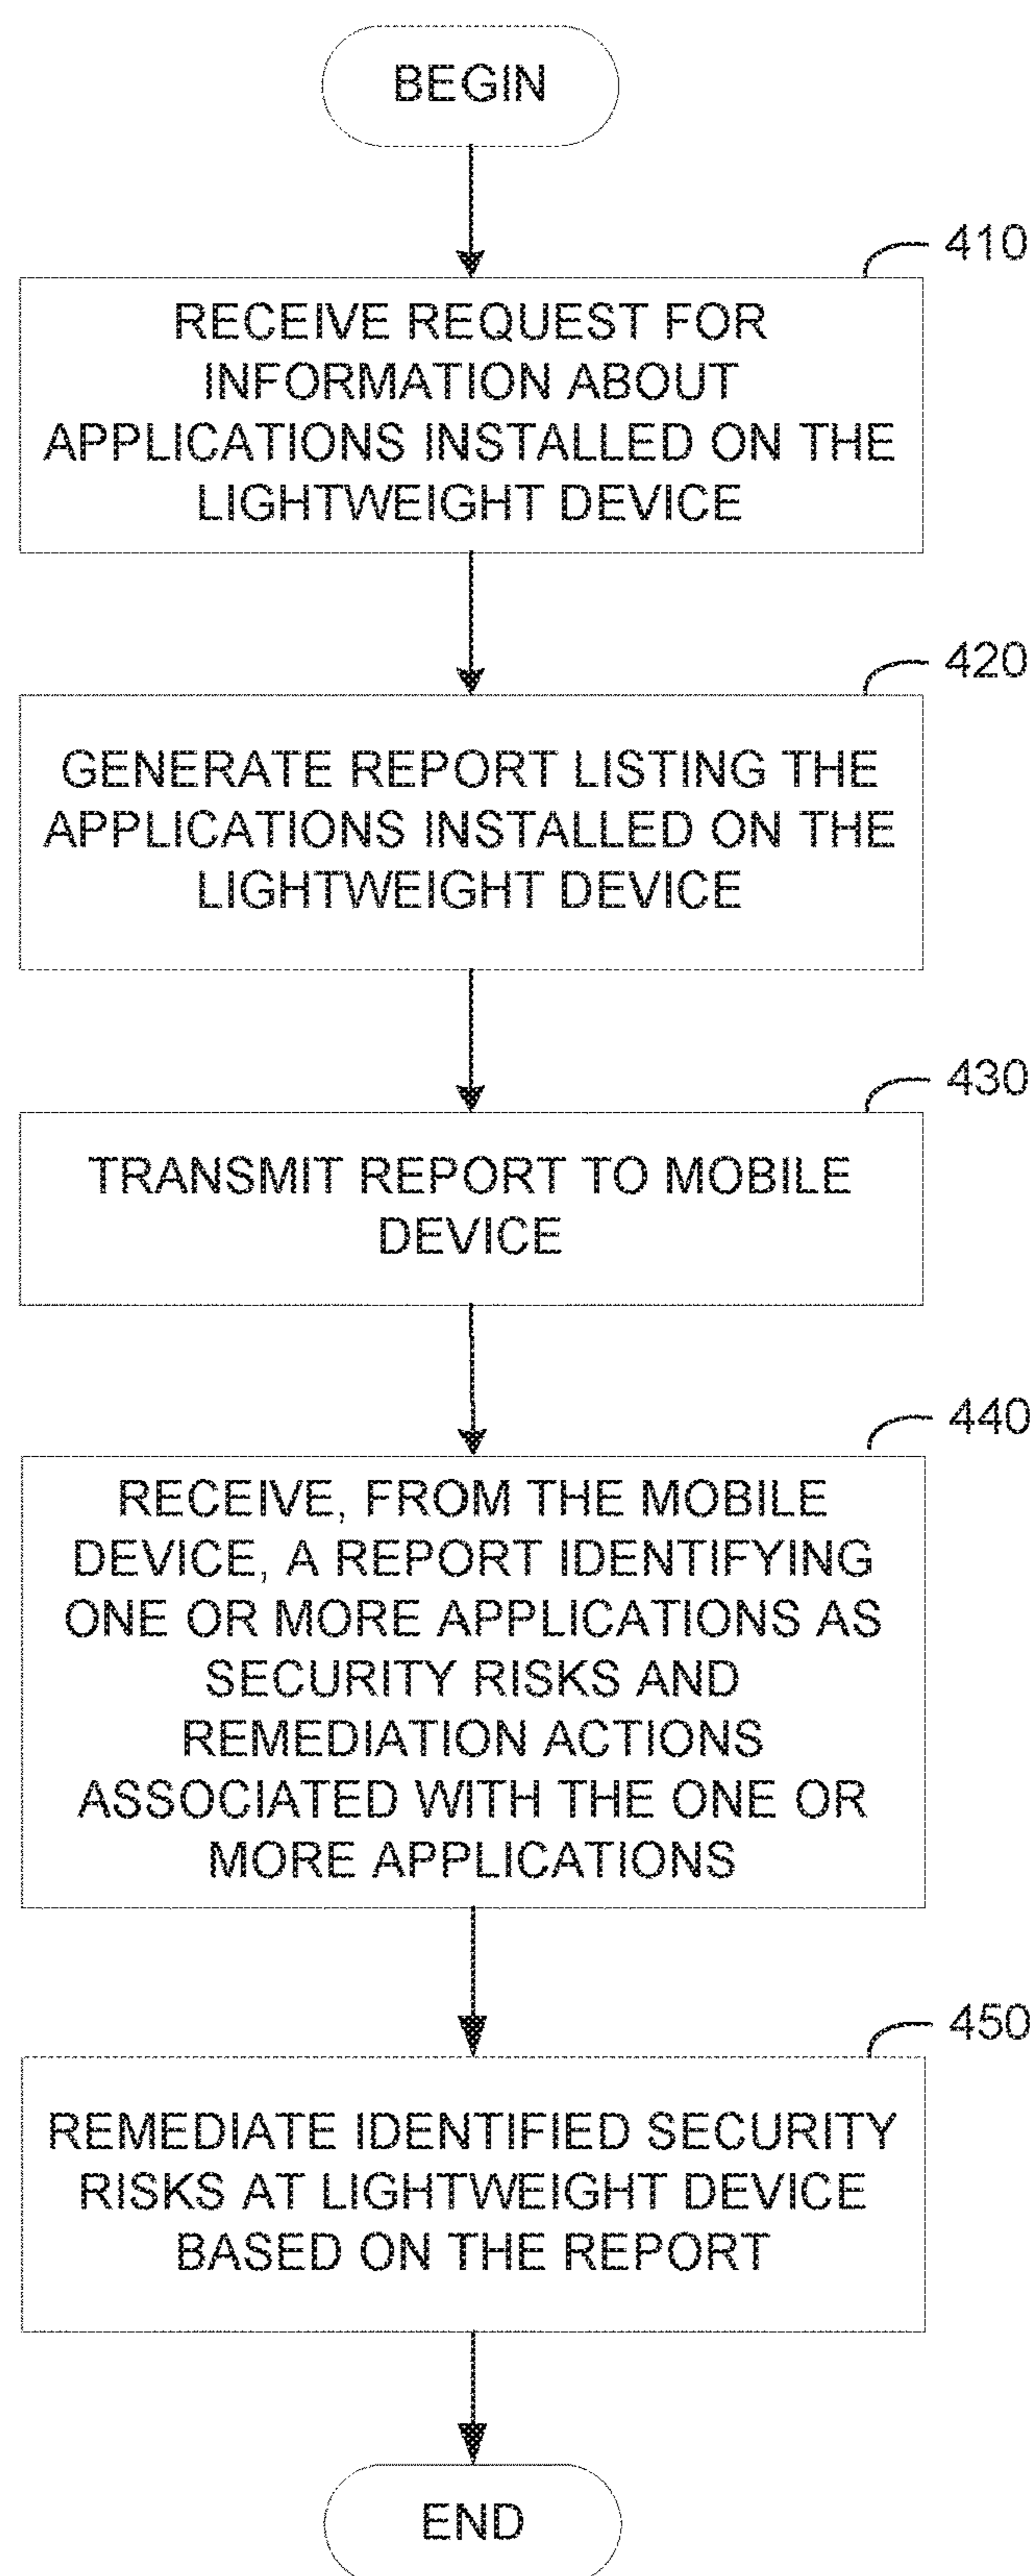 BEGIN
410
RECEIVE REQUEST FOR
INFORMATION ABOUT
APPLICATIONS INSTALLED ON THE
LIGHTWEIGHT DEVICE
420
GENERATE REPORT LISTING THE
APPLICATIONS INSTALLED ON THE
LIGHTWEIGHT DEVICE
430
TRANSMIT REPORT TO MOBILE
DEVICE
440
RECEIVE, FROM THE MOBILE
DEVICE, A REPORT IDENTIFYING
ONE OR MORE APPLICATIONS AS
SECURITY RISKS AND
REMEDIATION ACTIONS
ASSOCIATED WITH THE ONE OR
MORE APPLICATIONS
450
REMEDIATE IDENTIFIED SECURITY
RISKS AT LIGHTWEIGHT DEVICE
BASED ON THE REPORT
END